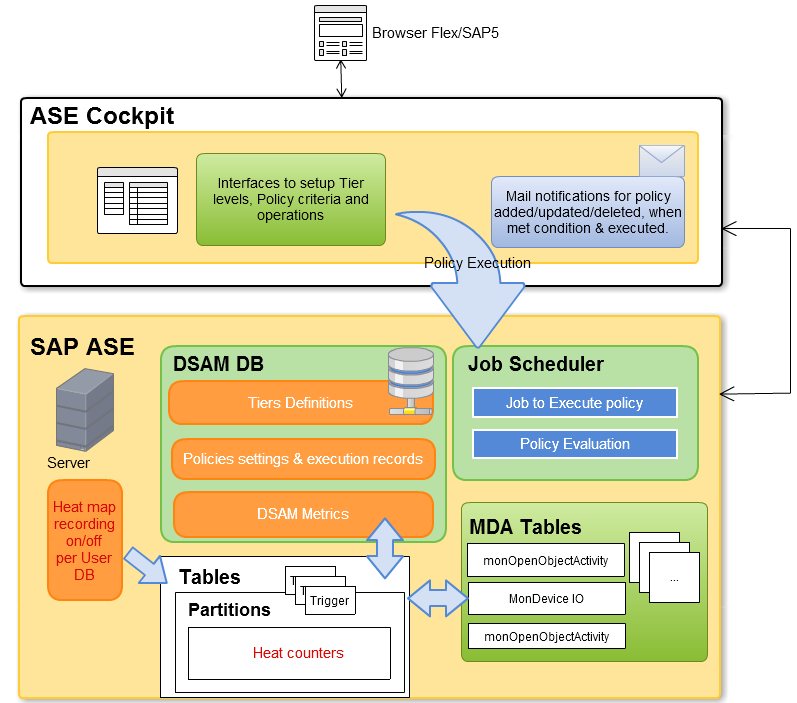 Browser Flex/SAP5
ASE Cockpit
Interfaces to setup Tier
levels, Policy criteria and
operations
Mail notifications for policy
added/updated/deleted, when
met condition & executed.
Policy Execution
SAP ASE
Server
Heat map
recording
on/off
per User
DB
DSAM DB
Tiers Definitions
Policies settings & execution records
DSAM Metrics
Job Scheduler
Job to Execute policy
Policy Evaluation
Tables
Trigger
Partitions
Heat counters
MDA Tables
monOpenObjectActivity
MonDevice IO
monOpenObjectActivity
...